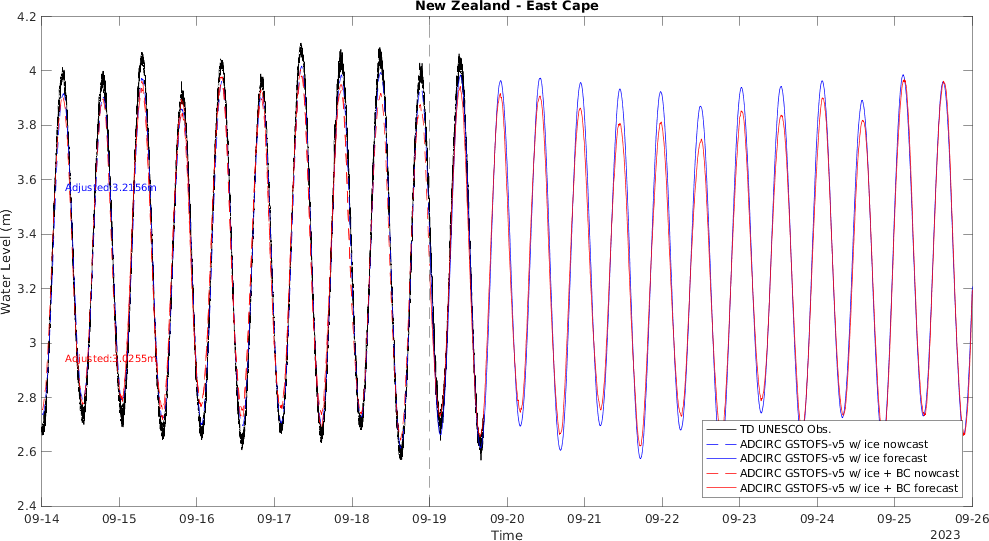 New Zealand - East Cape
4.2
4
3.8
3.6
3.4
3.2
3
2.8
2.6
2.4
Water Level (m)
Adjusted:3.2156m
Adjusted:3.0255m
TD UNESCO Obs.
ADCIRC GSTOFS-v5 w/ ice nowcast
ADCIRC GSTOFS-v5 w/ ice forecast
ADCIRC GSTOFS-v5 w/ ice + BC nowcast
ADCIRC GSTOFS-v5 w/ ice + BC forecast
09-14 09-15 09-16 09-17 09-18 09-19 09-20 09-21 09-22 09-23 09-24 09-25 09-26
Time
2023